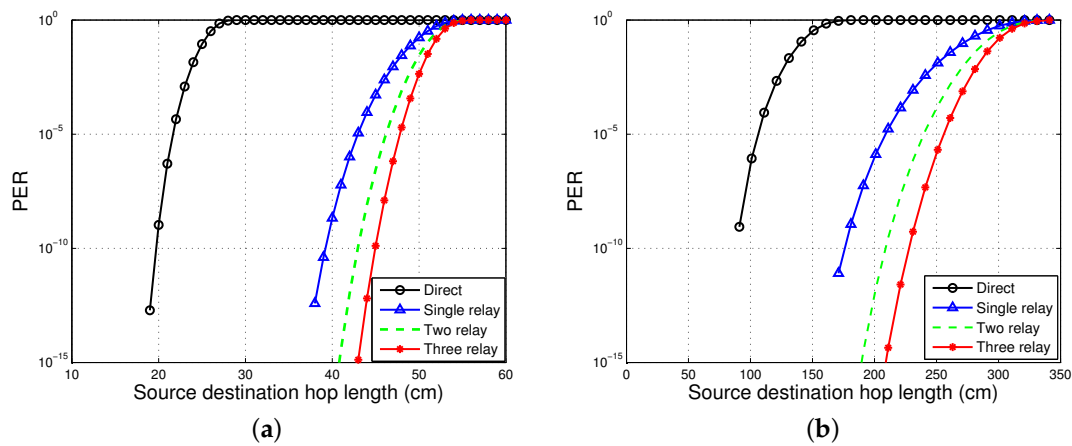 10^0
10^-5
10^-10
10^-15
PER
10 20 30 40 50 60
Source destination hop length (cm)
Direct
Single relay
Two relay
Three relay
(a)
10^0
10^-5
10^-10
10^-15
PER
0 50 100 150 200 250 300 350
Source destination hop length (cm)
Direct
Single relay
Two relay
Three relay
(b)